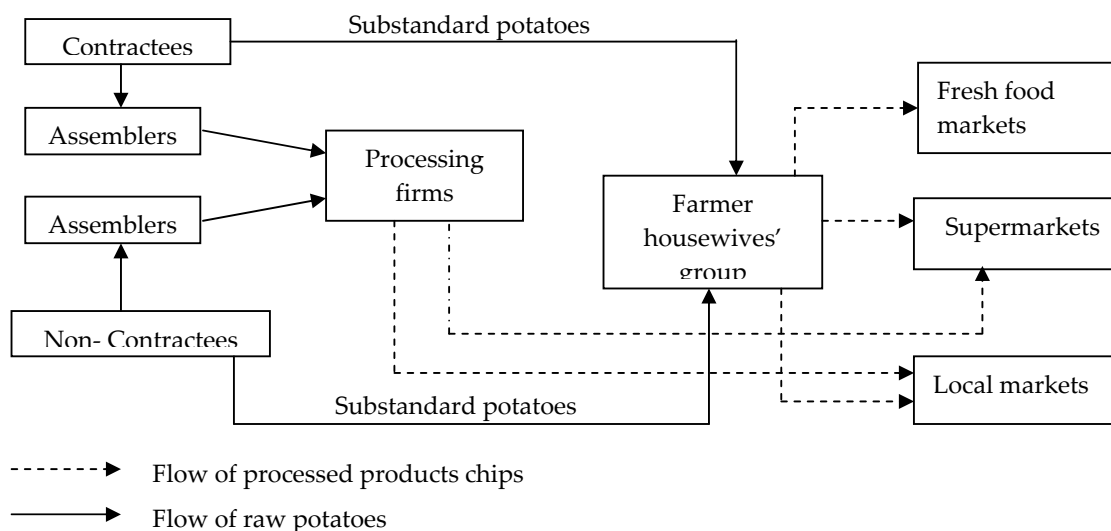 Substandard potatoes
Contractees
Fresh food
markets
Assemblers
Processing
firms
Farmer
housewives’
group
Assemblers
Supermarkets
Non- Contractees
Local markets
Substandard potatoes
Flow of processed products chips
Flow of raw potatoes